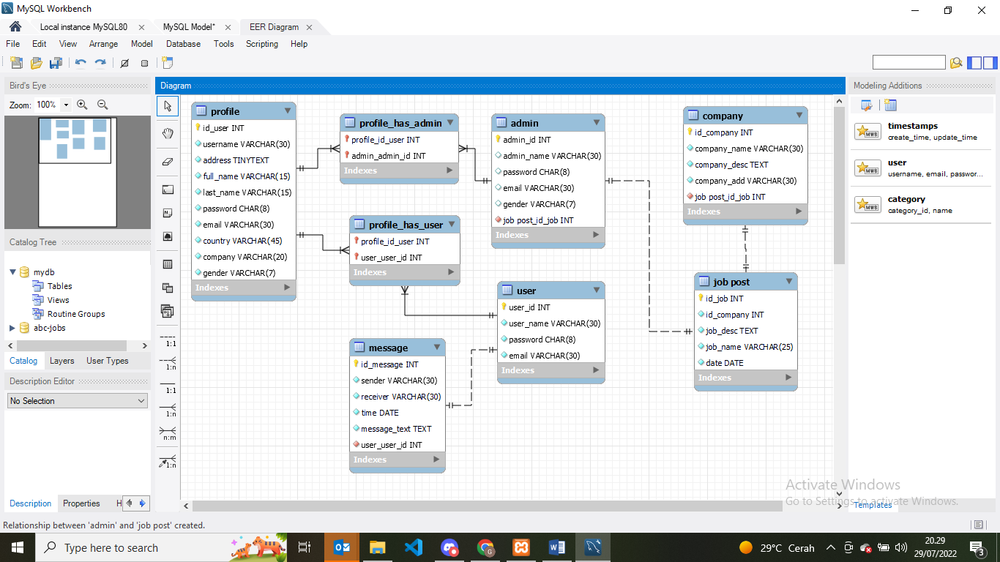 MySQL Workbench
Local instance MySQL80
MySQL Model*
EER Diagram
File Edit View Arrange Model Database Tools Scripting Help
Bird's Eye
Zoom: 100%
Catalog Tree
mydb
Tables
Views
Routine Groups
abc-jobs
Catalog Layers User Types
Description Editor
No Selection
Description Properties H
Diagram
1:1
1:n
1:1
1:n
n:m
1:n
profile
id_user INT
username VARCHAR(30)
address TINYTEXT
full_name VARCHAR(15)
last_name VARCHAR(15)
password CHAR(8)
email VARCHAR(30)
country VARCHAR(45)
company VARCHAR(20)
gender VARCHAR(7)
Indexes
profile_has_admin
profile_id_user INT
admin_admin_id INT
Indexes
profile_has_user
profile_id_user INT
user_user_id INT
Indexes
message
id_message INT
sender VARCHAR(30)
receiver VARCHAR(30)
time DATE
message_text TEXT
user_user_id INT
Indexes
admin
admin_id INT
admin_name VARCHAR(30)
password CHAR(8)
email VARCHAR(30)
gender VARCHAR(7)
job post_id_job INT
Indexes
user
user_id INT
user_name VARCHAR(30)
password CHAR(8)
email VARCHAR(30)
Indexes
company
id_company INT
company_name VARCHAR(30)
company_desc TEXT
company_add VARCHAR(30)
job post_id_job INT
Indexes
job post
id_job INT
id_company INT
job_desc TEXT
job_name VARCHAR(25)
date DATE
Indexes
Modeling Additions
MWB
timestamps
create_time, update_time
MWB
user
username, email, passwor...
MWB
category
category_id, name
Templates
Activate Windows
Go to Settings to activate Windows.
Relationship between 'admin' and 'job post' created.
Type here to search
29°C Cerah
20.29
29/07/2022
3